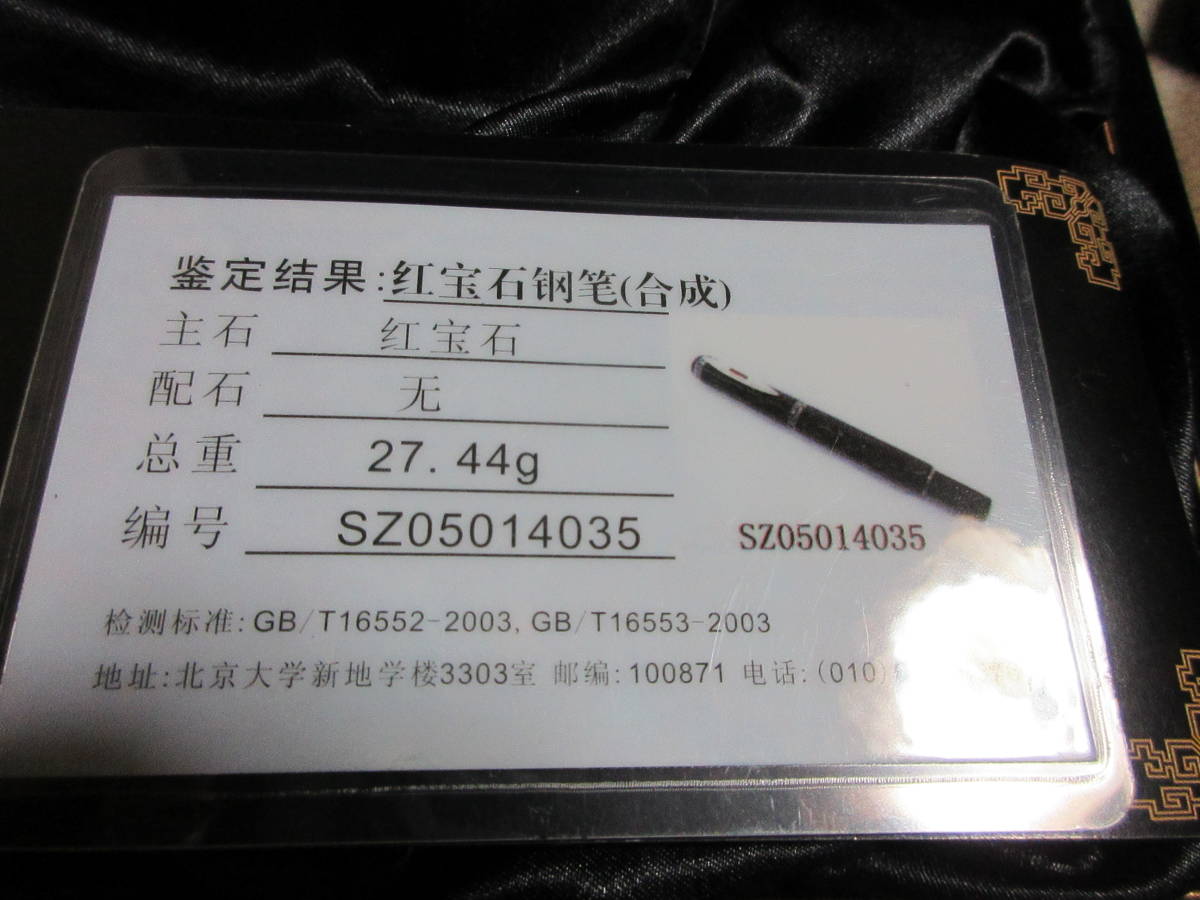 鉴定结果:红宝石钢笔(合成)
主石 红宝石
配石 无
总重 27.44g
编号 SZ05014035
SZ05014035
检测标准:GB/T16552-2003,GB/T16553-2003
地址:北京大学新地学楼3303室 邮编:100871 电话:(010)